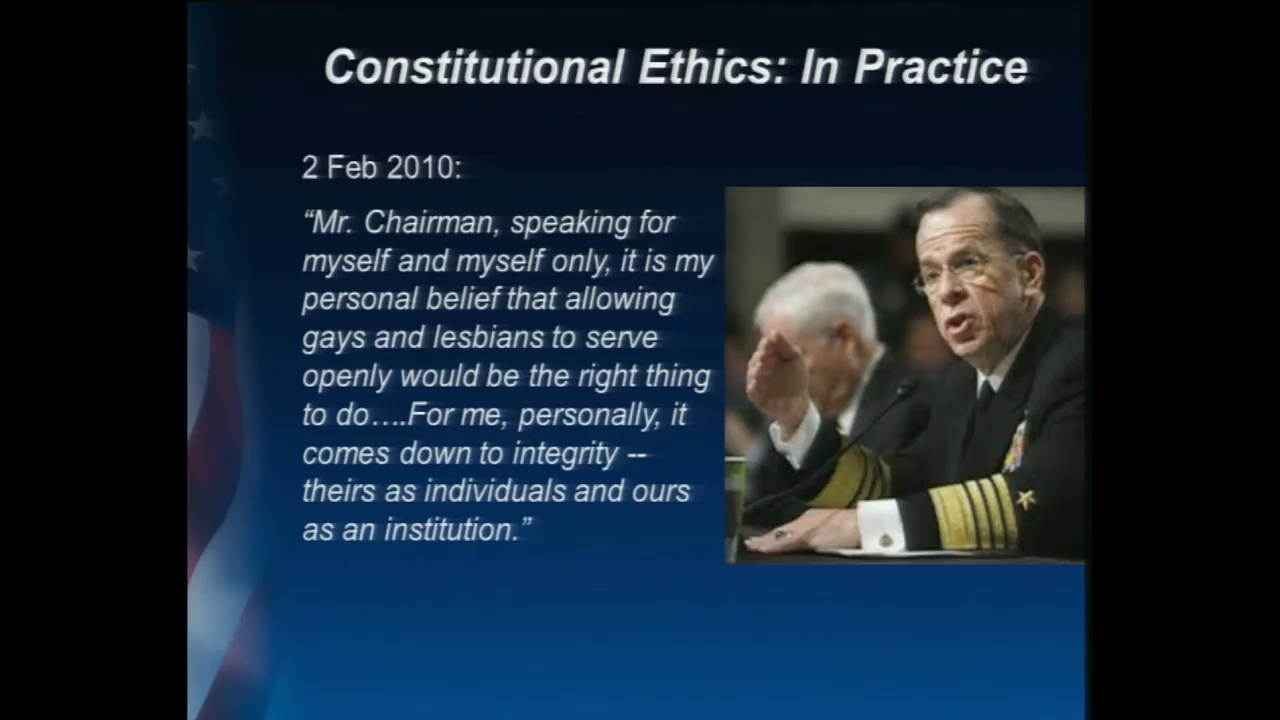 Constitutional Ethics: In Practice
2 Feb 2010:
“Mr. Chairman, speaking for
myself and myself only, it is my
personal belief that allowing
gays and lesbians to serve
openly would be the right thing
to do….For me, personally, it
comes down to integrity --
theirs as individuals and ours
as an institution.”